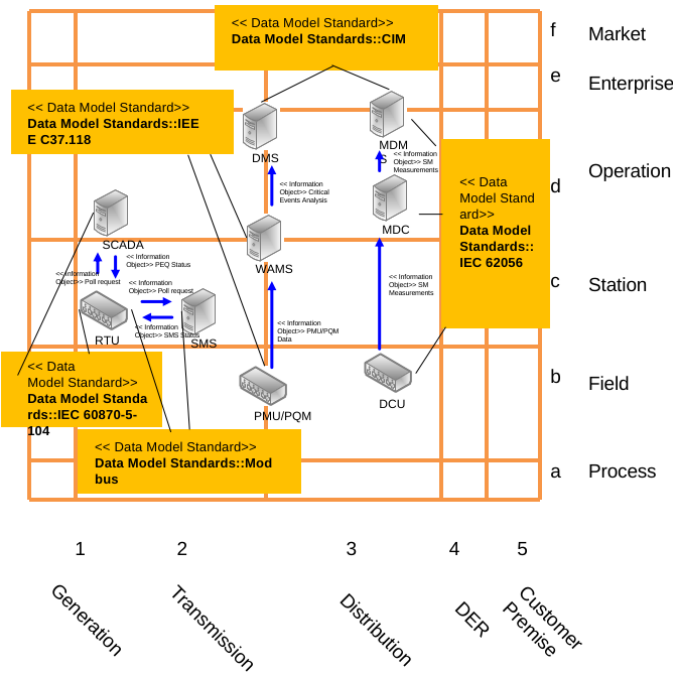 << Data Model Standard>>
Data Model Standards::CIM
f
Market
e
Enterprise
<< Data Model Standard>>
Data Model Standards::IEE
E C37.118
DMS
MDM
S
<< Information
Object>> SM
Measurements
<< Information
Object>> Critical
Events Analysis
<< Data
Model Stand
ard>>
Data Model
Standards::
IEC 62056
d
Operation
MDC
SCADA
WAMS
<< Information
Object>> PEQ Status
<< Information
Object>> Poll request
<< Information
Object>> Poll request
<< Information
Object>> SM
Measurements
c
Station
<< Information
Object>> SMS Status
<< Information
Object>> PMU/PQM
Data
RTU
SMS
<< Data
Model Standard>>
Data Model Standa
rds::IEC 60870-5-
104
b
Field
PMU/PQM
DCU
<< Data Model Standard>>
Data Model Standards::Mod
bus
a
Process
1
2
3
4
5
Generation
Transmission
Distribution
DER
Customer
Premise